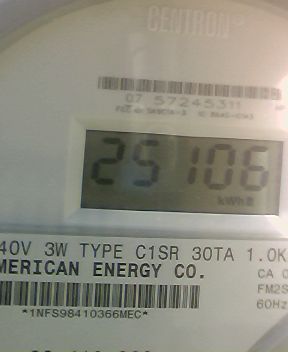 CENTRON
07 57245311
25106
kWh
40V 3W TYPE C1SR 30TA 1.0K
MERICAN ENERGY CO.
CA 0
FM2S
60Hz
*1NFS98410366MEC*